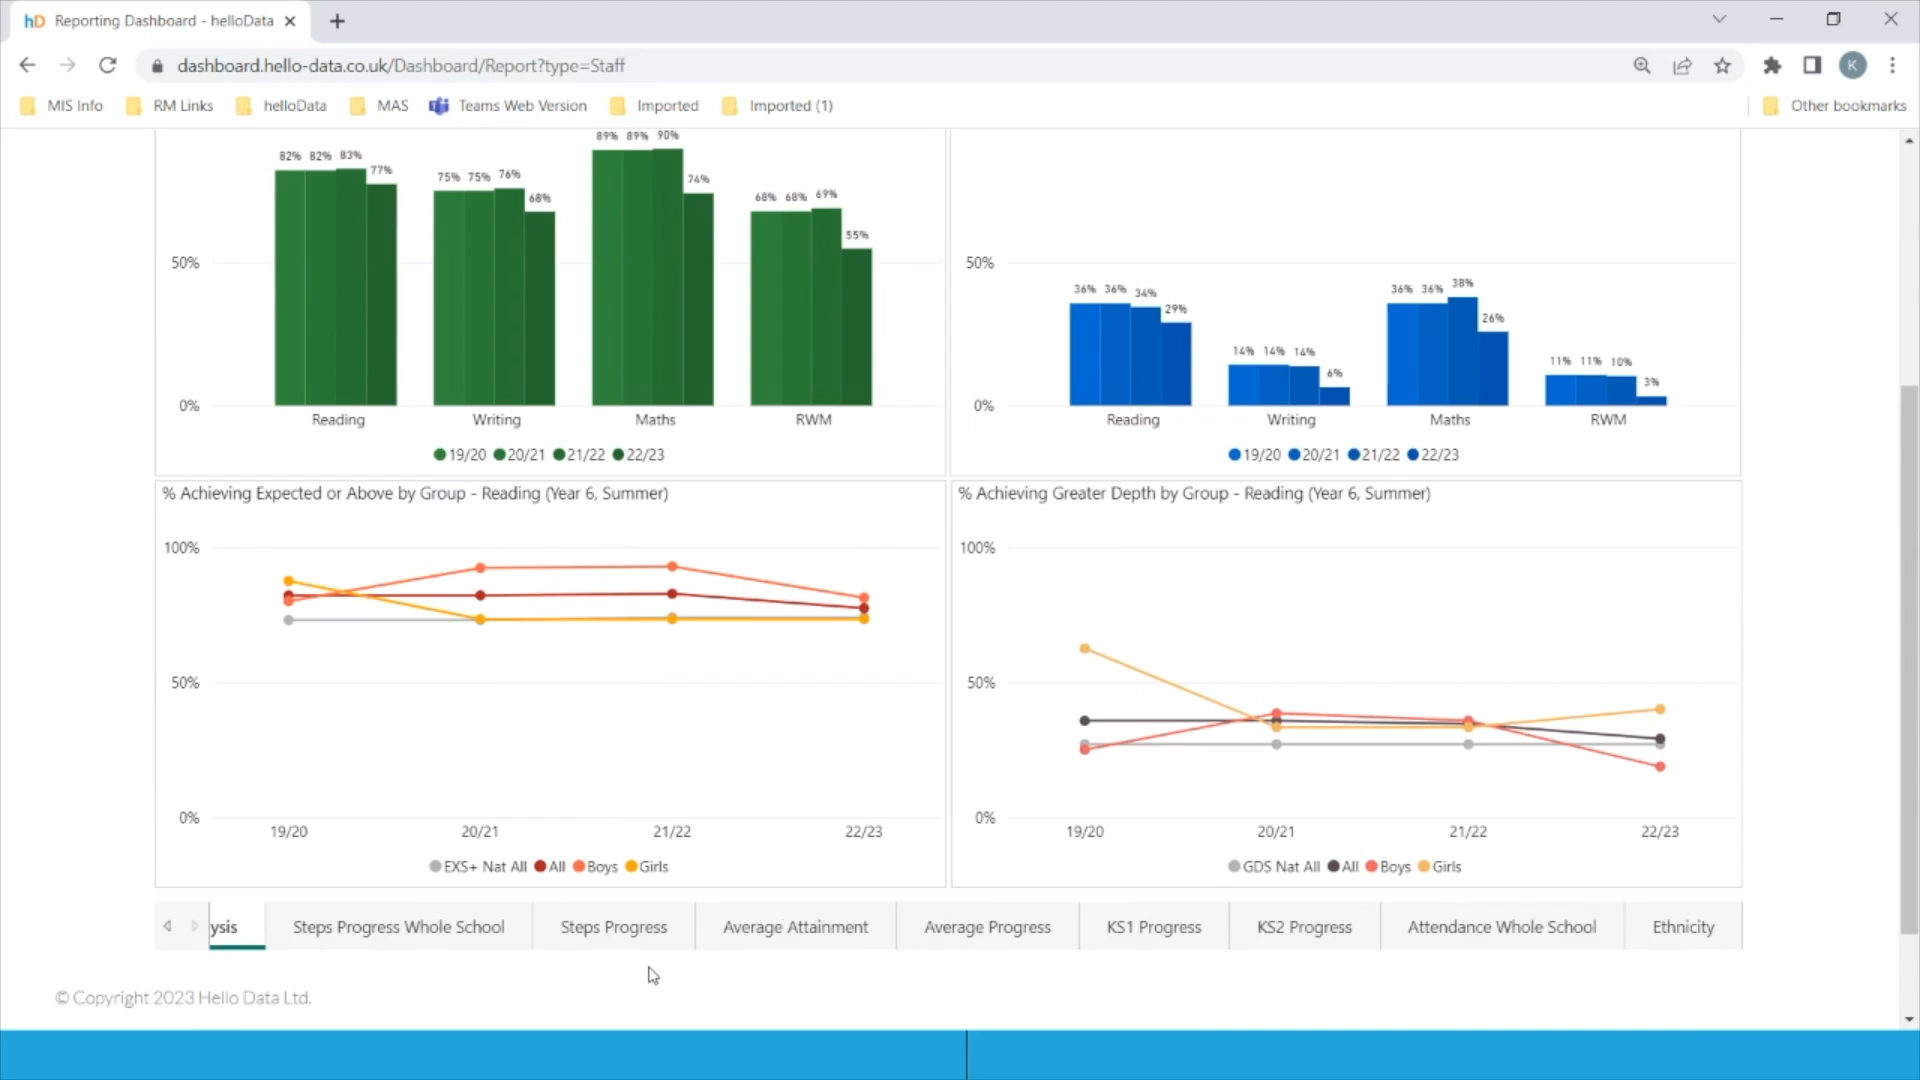 hD Reporting Dashboard - helloData
dashboard.hello-data.co.uk/Dashboard/Report?type=Staff
K
MIS Info RM Links helloData MAS Teams Web Version Imported Imported (1) Other bookmarks
82% 82% 83% 77% 75% 75% 76% 68% 89% 89% 90% 74% 68% 68% 69% 55%
50%
0%
Reading Writing Maths RWM
19/20 20/21 21/22 22/23
36% 36% 34% 29% 14% 14% 14% 6% 36% 36% 38% 26% 11% 11% 10% 3%
50%
0%
Reading Writing Maths RWM
19/20 20/21 21/22 22/23
% Achieving Expected or Above by Group - Reading (Year 6, Summer)
100%
50%
0%
19/20 20/21 21/22 22/23
EXS+ Nat All All Boys Girls
% Achieving Greater Depth by Group - Reading (Year 6, Summer)
100%
50%
0%
19/20 20/21 21/22 22/23
GDS Nat All All Boys Girls
ysis Steps Progress Whole School Steps Progress Average Attainment Average Progress KS1 Progress KS2 Progress Attendance Whole School Ethnicity
© Copyright 2023 Hello Data Ltd.